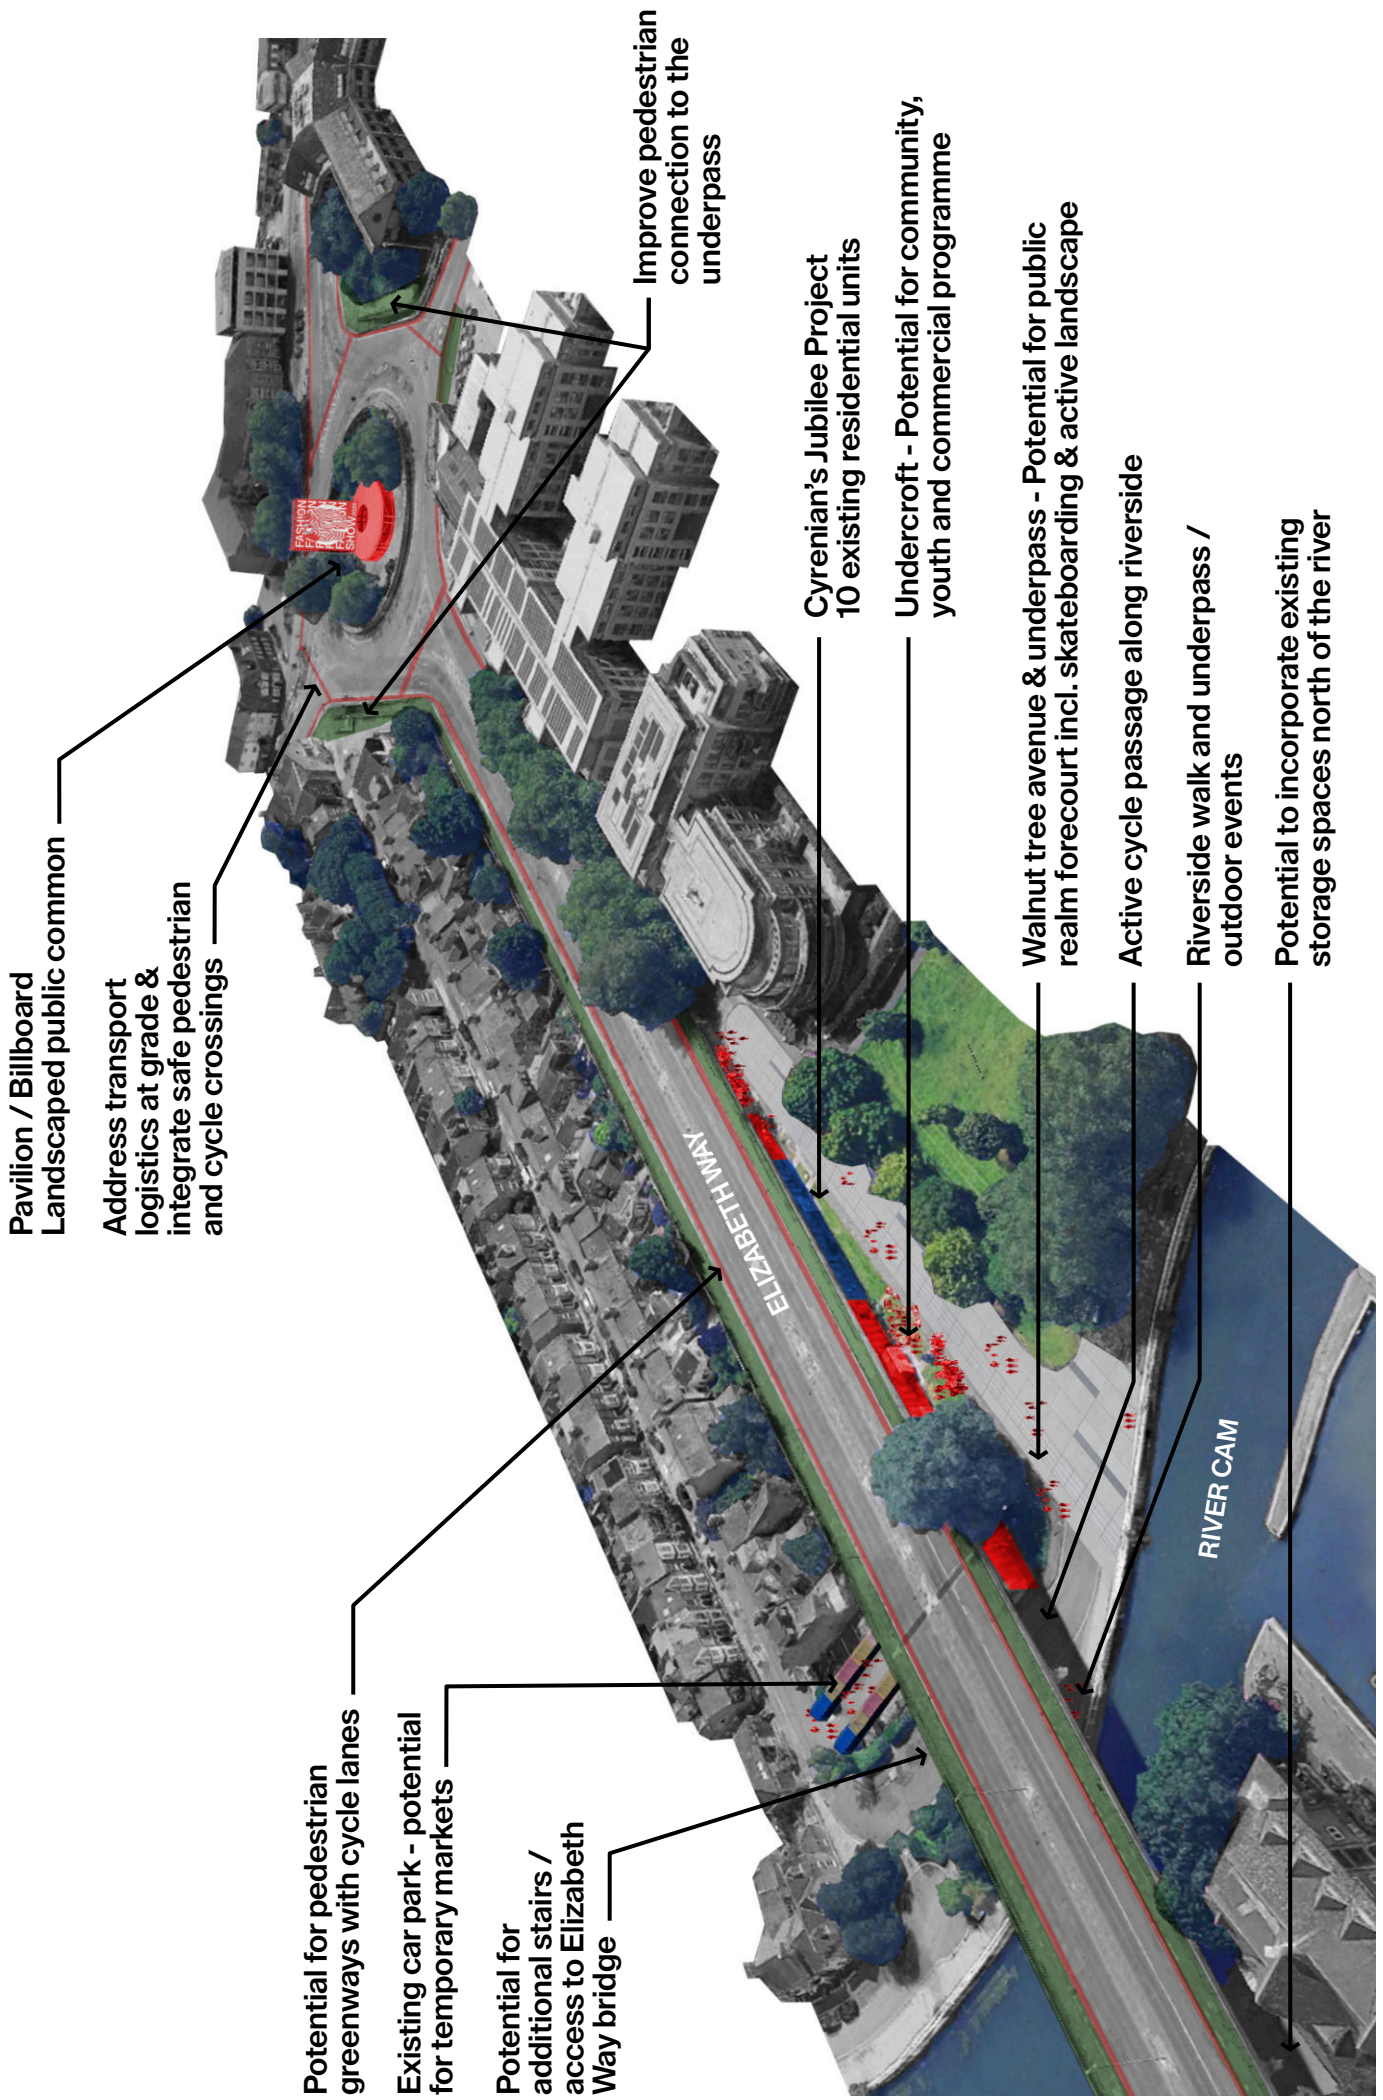 Pavilion / Billboard
Landscaped public common
Address transport
logistics at grade &
integrate safe pedestrian
and cycle crossings
Potential for pedestrian
greenways with cycle lanes
Existing car park - potential
for temporary markets
Potential for
additional stairs /
access to Elizabeth
Way bridge
FASHION
FASHION
SHOW
ELIZABETH WAY
RIVER CAM
Improve pedestrian
connection to the
underpass
Cyrenian's Jubilee Project
10 existing residential units
Undercroft - Potential for community,
youth and commercial programme
Walnut tree avenue & underpass - Potential for public
realm forecourt incl. skateboarding & active landscape
Active cycle passage along riverside
Riverside walk and underpass /
outdoor events
Potential to incorporate existing
storage spaces north of the river